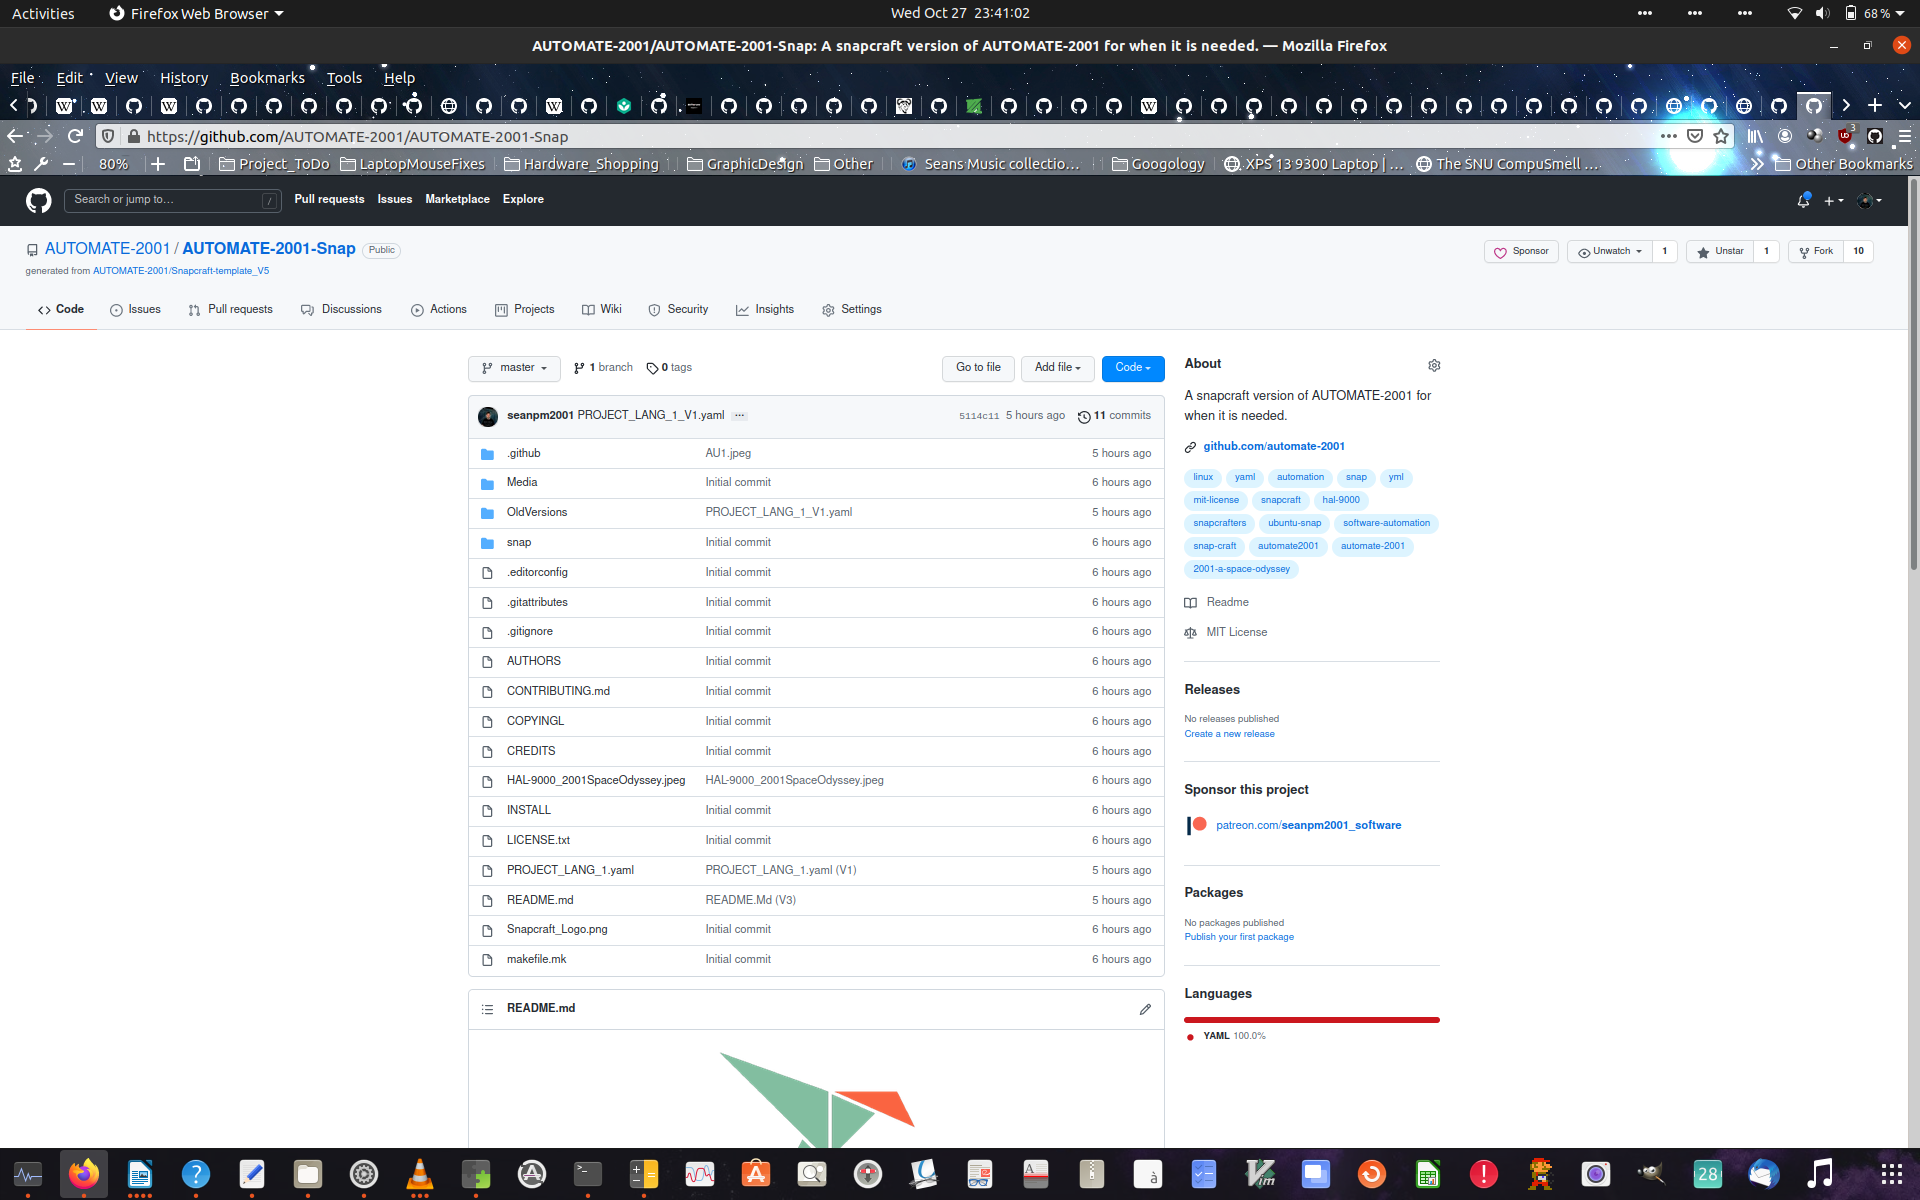 Activities Firefox Web Browser Wed Oct 27 23:41:02 68 %
AUTOMATE-2001/AUTOMATE-2001-Snap: A snapcraft version of AUTOMATE-2001 for when it is needed. — Mozilla Firefox
File Edit View History Bookmarks Tools Help
https://github.com/AUTOMATE-2001/AUTOMATE-2001-Snap 3
80% Project_ToDo LaptopMouseFixes Hardware_Shopping GraphicDesign Other Seans Music collectio… Googology XPS 13 9300 Laptop | … The SNU CompuSmell … Other Bookmarks
Search or jump to… / Pull requests Issues Marketplace Explore
AUTOMATE-2001 / AUTOMATE-2001-Snap Public
Sponsor Unwatch 1 Unstar 1 Fork 10
generated from AUTOMATE-2001/Snapcraft-template_V5
Code Issues Pull requests Discussions Actions Projects Wiki Security Insights Settings
master 1 branch 0 tags Go to file Add file Code
seanpm2001 PROJECT_LANG_1_V1.yaml ... 5114c11 5 hours ago 11 commits
.github AU1.jpeg 5 hours ago
Media Initial commit 6 hours ago
OldVersions PROJECT_LANG_1_V1.yaml 5 hours ago
snap Initial commit 6 hours ago
.editorconfig Initial commit 6 hours ago
.gitattributes Initial commit 6 hours ago
.gitignore Initial commit 6 hours ago
AUTHORS Initial commit 6 hours ago
CONTRIBUTING.md Initial commit 6 hours ago
COPYINGL Initial commit 6 hours ago
CREDITS Initial commit 6 hours ago
HAL-9000_2001SpaceOdyssey.jpeg HAL-9000_2001SpaceOdyssey.jpeg 6 hours ago
INSTALL Initial commit 6 hours ago
LICENSE.txt Initial commit 6 hours ago
PROJECT_LANG_1.yaml PROJECT_LANG_1.yaml (V1) 5 hours ago
README.md README.Md (V3) 5 hours ago
Snapcraft_Logo.png Initial commit 6 hours ago
makefile.mk Initial commit 6 hours ago
README.md
About
A snapcraft version of AUTOMATE-2001 for
when it is needed.
github.com/automate-2001
linux yaml automation snap yml
mit-license snapcraft hal-9000
snapcrafters ubuntu-snap software-automation
snap-craft automate2001 automate-2001
2001-a-space-odyssey
Readme
MIT License
Releases
No releases published
Create a new release
Sponsor this project
patreon.com/seanpm2001_software
Packages
No packages published
Publish your first package
Languages
YAML 100.0%
28